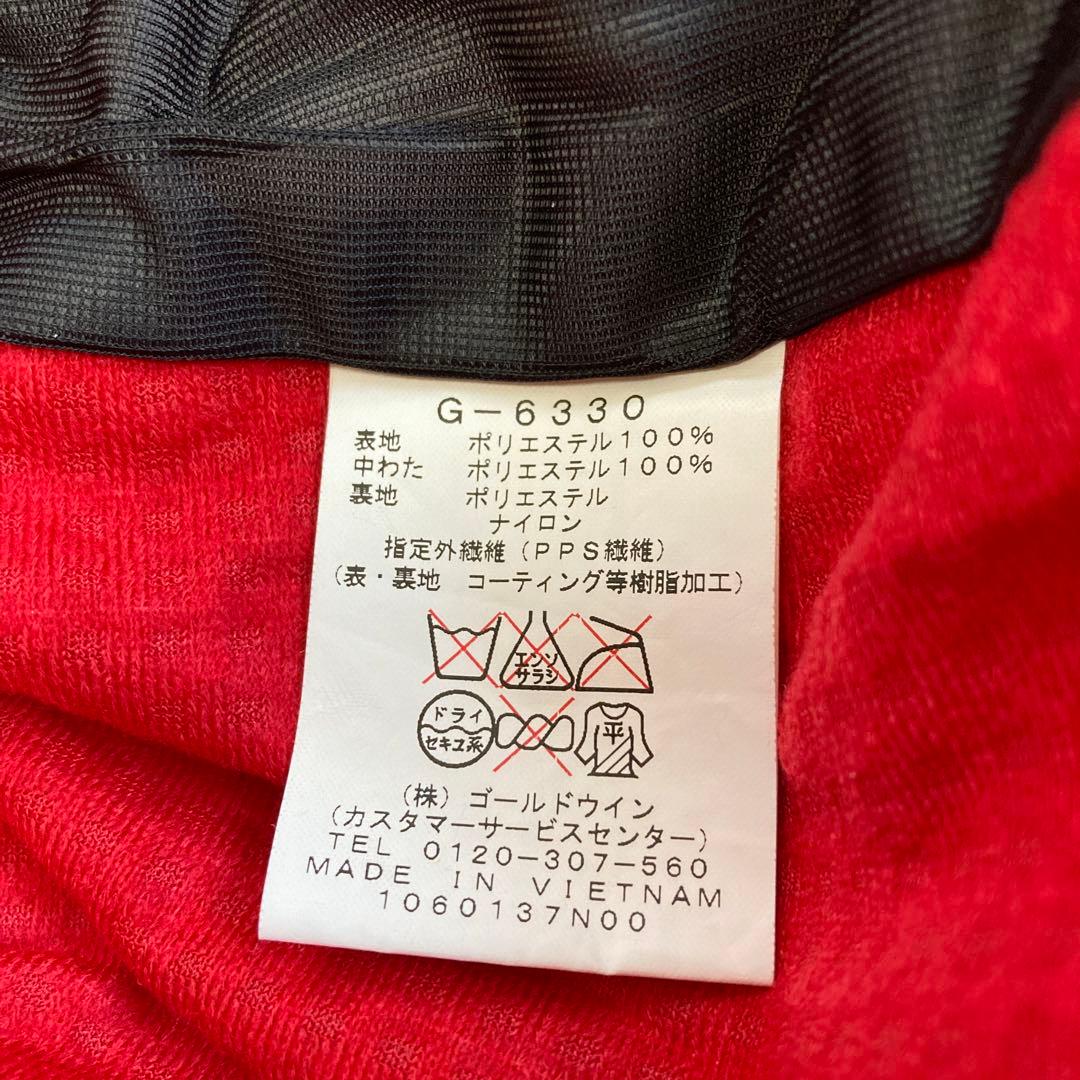 G-6330
表地 ポリエステル100%
中わた ポリエステル100%
裏地 ポリエステル
ナイロン
指定外繊維(PPS繊維)
(表・裏地 コーティング等樹脂加工)
エンソ
サラシ
ドライ
セキユ系
平
(株)ゴールドウイン
(カスタマーサービスセンター)
TEL 0120-307-560
MADE IN VIETNAM
1060137N00